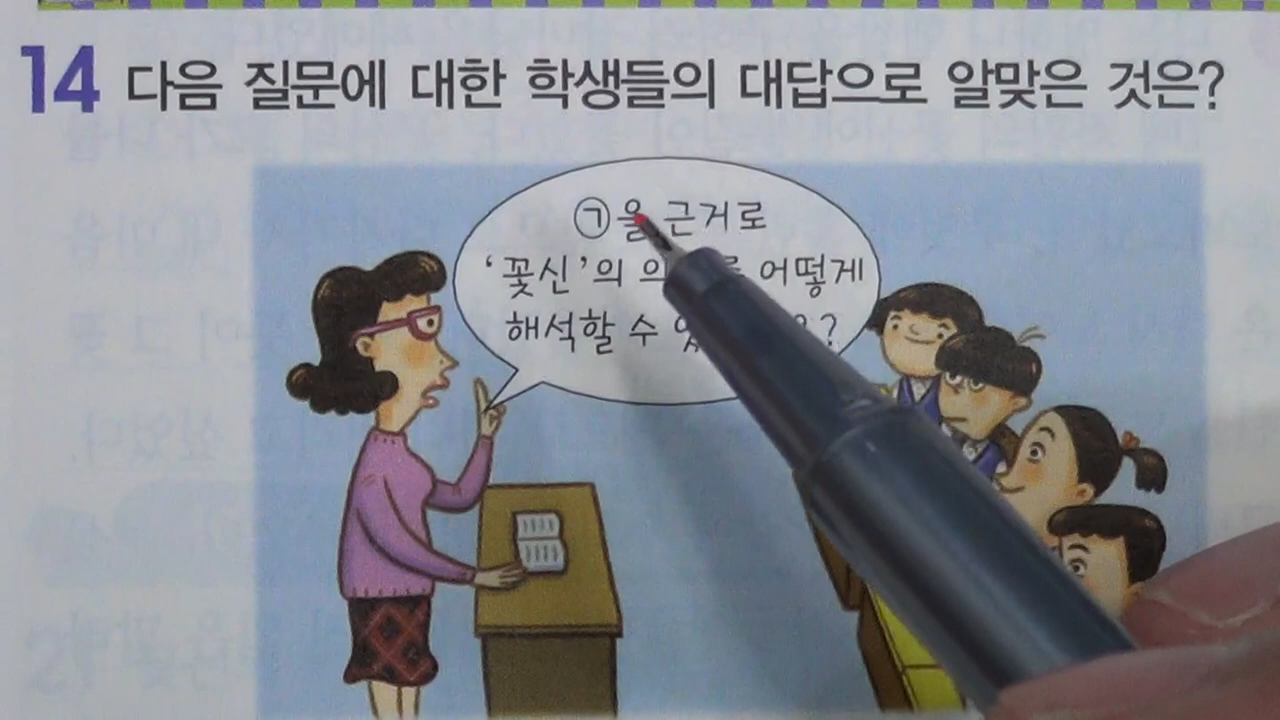 14 다음 질문에 대한 학생들의 대답으로 알맞은 것은?
㉠을 근거로
‘꽃신’의 어떻게
해석할 수 ?